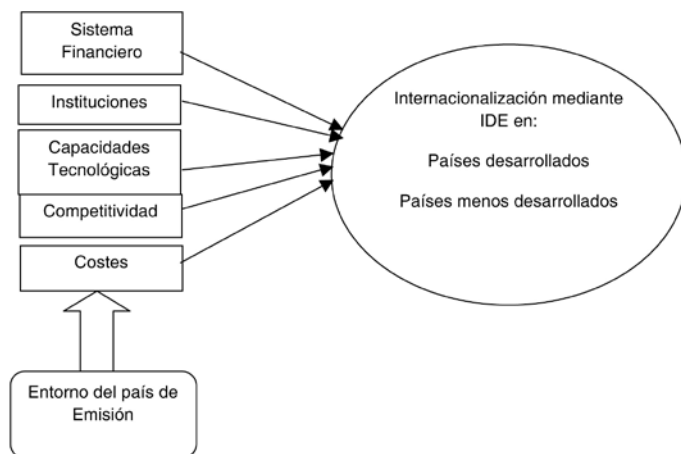 Sistema
Financiero
Instituciones
Capacidades
Tecnológicas
Competitividad
Costes
Entorno del país de
Emisión
Internacionalización mediante
IDE en:
Países desarrollados
Países menos desarrollados